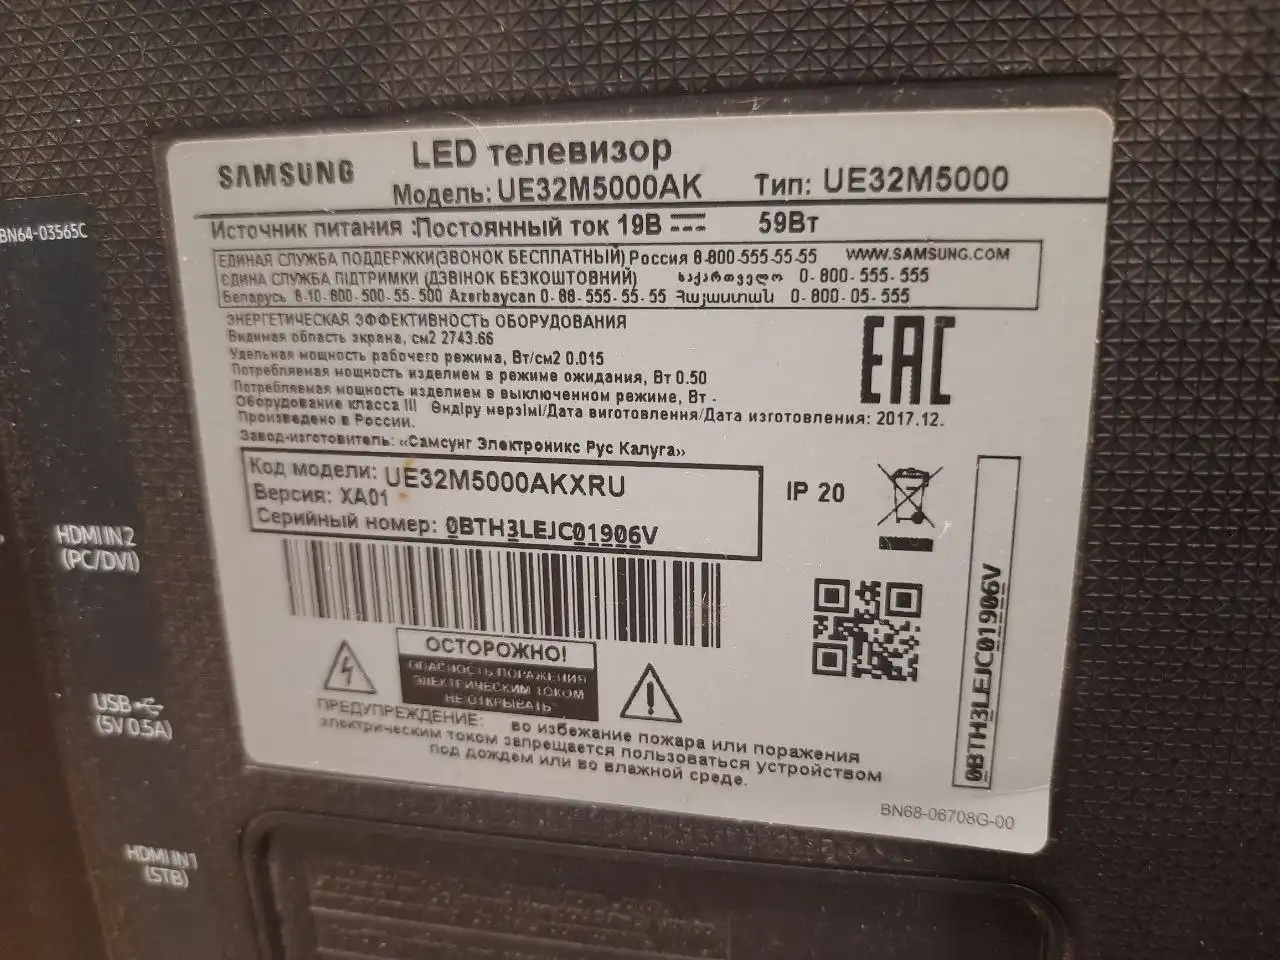 SAMSUNG
LED телевизор
Модель: UE32M5000AK Тип: UE32M5000
Источник питания :Постоянный ток 19В 59Вт
ЕДИНАЯ СЛУЖБА ПОДДЕРЖКИ(ЗВОНОК БЕСПЛАТНЫЙ) Россия 8-800-555-55-55 WWW.SAMSUNG.COM
ЄДИНА СЛУЖБА ПІДТРИМКИ (ДЗВІНОК БЕЗКОШТОВНИЙ) საქართველო 0-800-555-555
Беларусь 8-10-800-500-55-500 Azərbaycan 0-88-555-55-55 Հայաստան 0-800-05-555
ЭНЕРГЕТИЧЕСКАЯ ЭФФЕКТИВНОСТЬ ОБОРУДОВАНИЯ
Видимая область экрана, см2 2743.66
Удельная мощность рабочего режима, Вт/см2 0.015
Потребляемая мощность изделием в режиме ожидания, Вт 0.50
Потребляемая мощность изделием в выключенном режиме, Вт -
Оборудование класса III Өндіру мерзімі/Дата виготовлення/Дата изготовления: 2017.12.
Произведено в России.
Завод-изготовитель: «Самсунг Электроникс Рус Калуга»
EAC
Код модели: UE32M5000AKXRU
Версия: XA01
Серийный номер: 0BTH3LEJC01906V
IP 20
0BTH3LEJC01906V
ОСТОРОЖНО!
ОПАСНОСТЬ ПОРАЖЕНИЯ
ЭЛЕКТРИЧЕСКИМ ТОКОМ
НЕ ОТКРЫВАТЬ
ПРЕДУПРЕЖДЕНИЕ: во избежание пожара или поражения
электрическим током запрещается пользоваться устройством
под дождем или во влажной среде.
BN68-06708G-00
BN64-03565C
HDMI IN 2
(PC/DVI)
USB
(5V 0.5A)
HDMI IN 1
(STB)